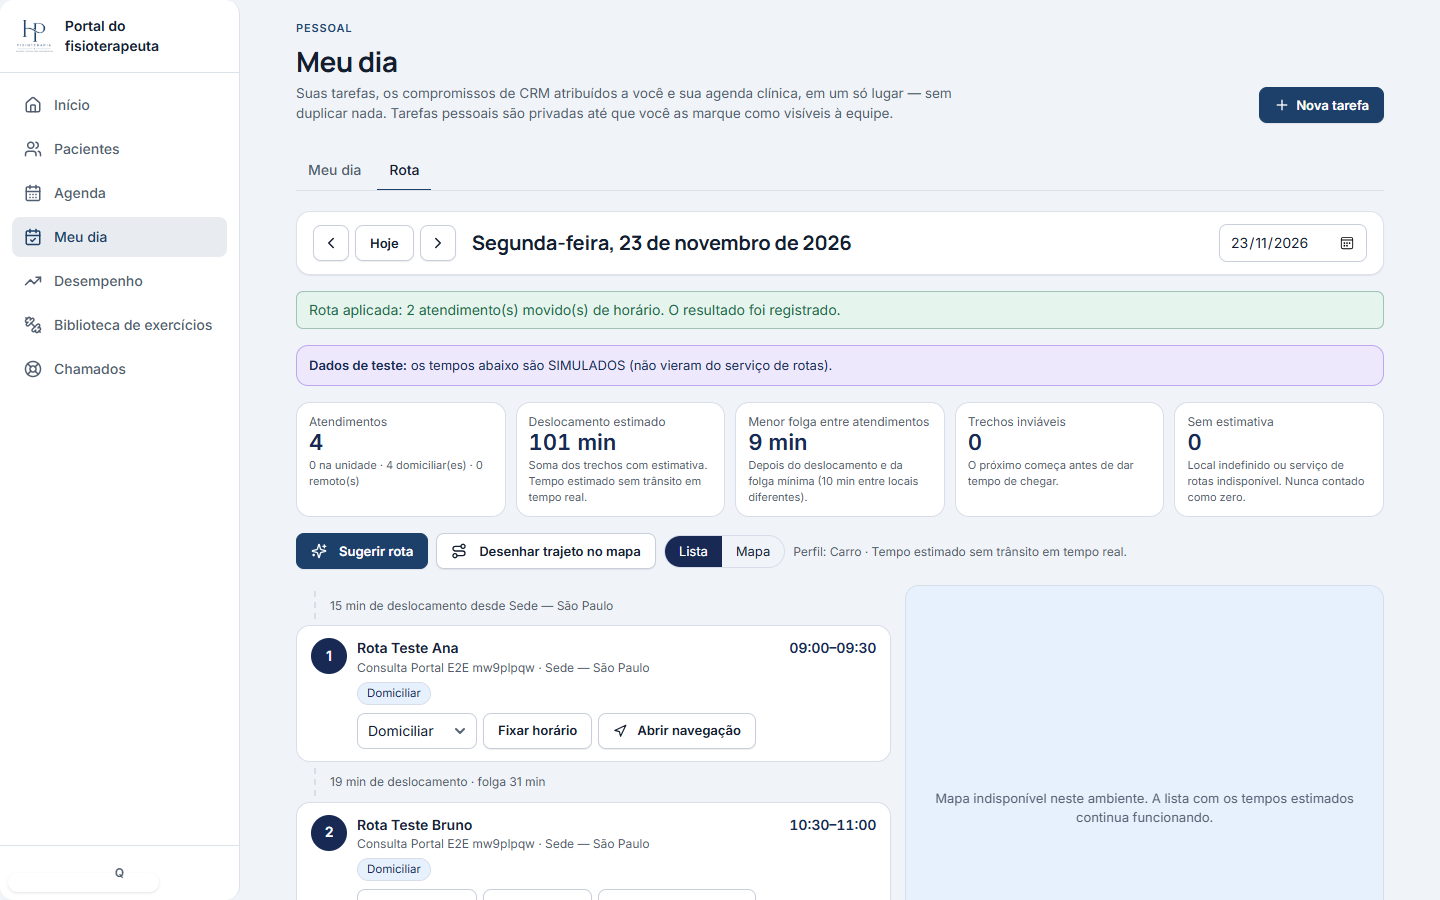 Portal do
fisioterapeuta
hp
FISIOTERAPIA
Início
Pacientes
Agenda
Meu dia
Desempenho
Biblioteca de exercícios
Chamados
Q
PESSOAL
Meu dia
Suas tarefas, os compromissos de CRM atribuídos a você e sua agenda clínica, em um só lugar — sem
duplicar nada. Tarefas pessoais são privadas até que você as marque como visíveis à equipe.
Nova tarefa
Meu dia
Rota
Hoje
Segunda-feira, 23 de novembro de 2026
23/11/2026
Rota aplicada: 2 atendimento(s) movido(s) de horário. O resultado foi registrado.
Dados de teste: os tempos abaixo são SIMULADOS (não vieram do serviço de rotas).
Atendimentos
4
0 na unidade · 4 domiciliar(es) · 0
remoto(s)
Deslocamento estimado
101 min
Soma dos trechos com estimativa.
Tempo estimado sem trânsito em
tempo real.
Menor folga entre atendimentos
9 min
Depois do deslocamento e da
folga mínima (10 min entre locais
diferentes).
Trechos inviáveis
0
O próximo começa antes de dar
tempo de chegar.
Sem estimativa
0
Local indefinido ou serviço de
rotas indisponível. Nunca contado
como zero.
Sugerir rota
Desenhar trajeto no mapa
Lista
Mapa
Perfil: Carro · Tempo estimado sem trânsito em tempo real.
15 min de deslocamento desde Sede — São Paulo
1
Rota Teste Ana
09:00–09:30
Consulta Portal E2E mw9plpqw · Sede — São Paulo
Domiciliar
Domiciliar
Fixar horário
Abrir navegação
19 min de deslocamento · folga 31 min
2
Rota Teste Bruno
10:30–11:00
Consulta Portal E2E mw9plpqw · Sede — São Paulo
Domiciliar
Mapa indisponível neste ambiente. A lista com os tempos estimados
continua funcionando.